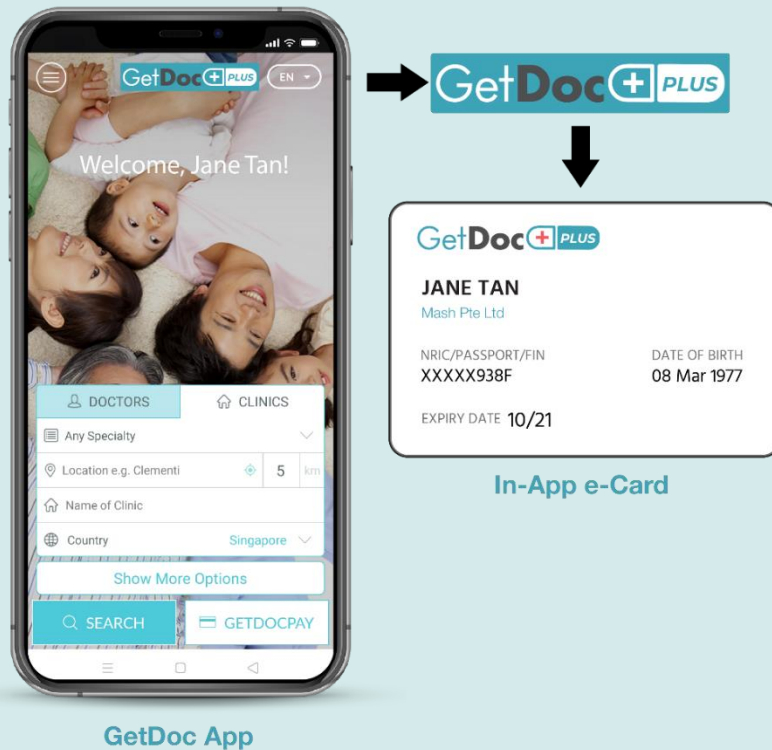 GetDoc PLUS
EN
Welcome, Jane Tan!
DOCTORS
CLINICS
Any Specialty
Location e.g. Clementi
5
km
Name of Clinic
Country
Singapore
Show More Options
SEARCH
GETDOCPAY
GetDoc App
GetDoc PLUS
GetDoc PLUS
JANE TAN
Mash Pte Ltd
NRIC/PASSPORT/FIN
XXXXX938F
DATE OF BIRTH
08 Mar 1977
EXPIRY DATE 10/21
In-App e-Card